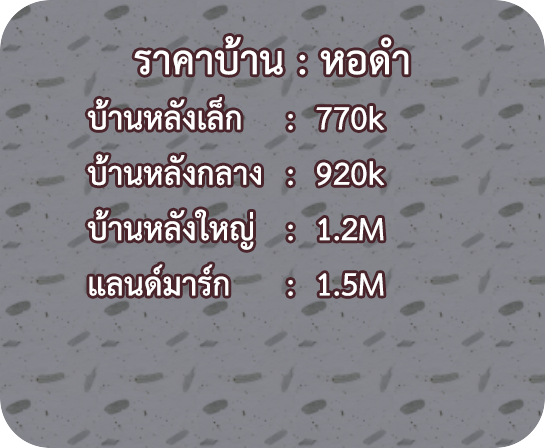 ราคาบ้าน : หอดำ
บ้านหลังเล็ก : 770k
บ้านหลังกลาง : 920k
บ้านหลังใหญ่ : 1.2M
แลนด์มาร์ก : 1.5M